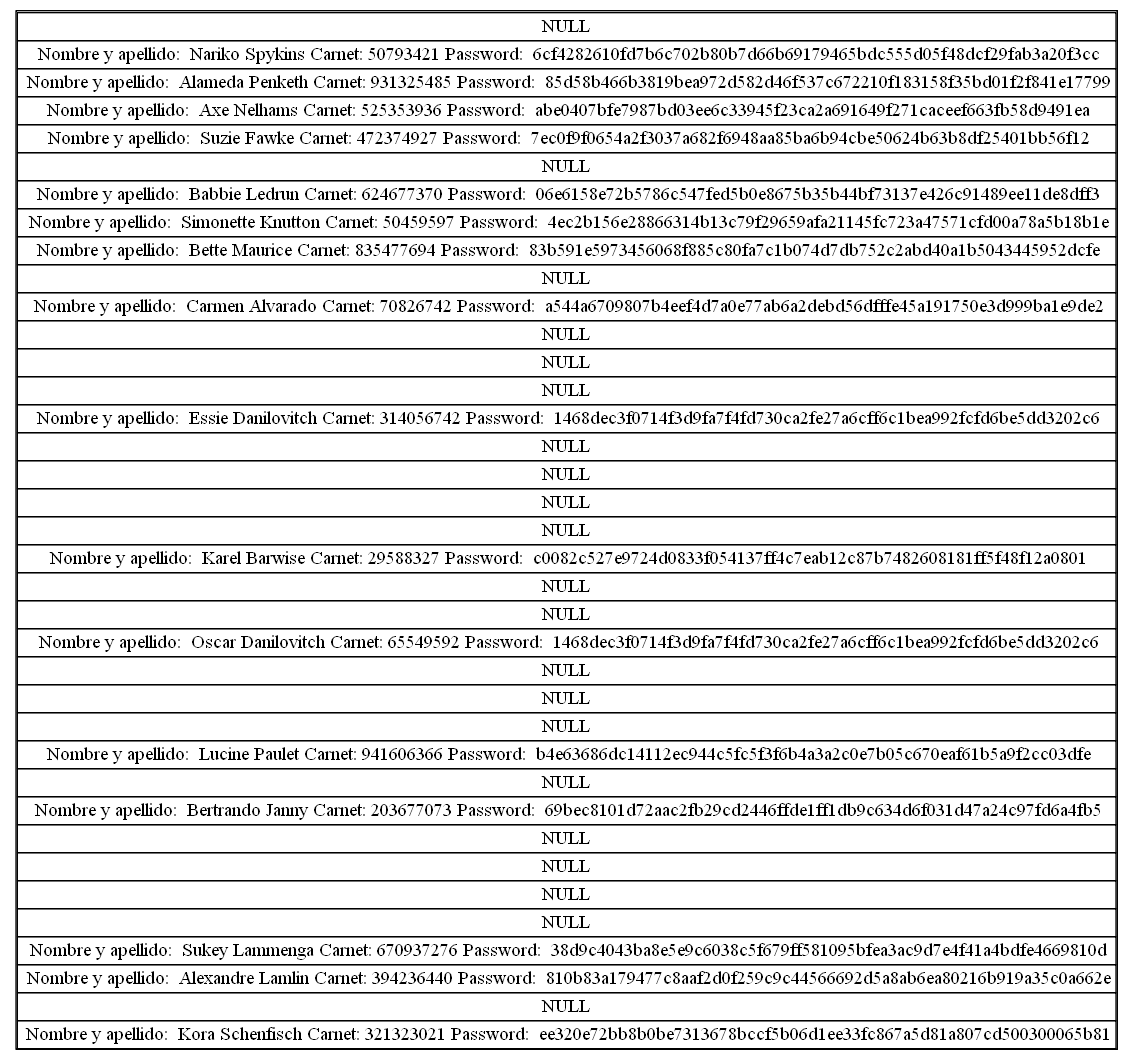 NULL
Nombre y apellido: Nariko Spykins Carnet: 50793421 Password: 6cf4282610fd7b6c702b80b7d66b69179465bdc555d05f48dcf29fab3a20f3cc
Nombre y apellido: Alameda Penketh Carnet: 931325485 Password: 85d58b466b3819bea972d582d46f537c672210f183158f35bd01f2f841e17799
Nombre y apellido: Axe Nelhams Carnet: 525353936 Password: abe0407bfe7987bd03ee6c33945f23ca2a691649f271caceef663fb58d9491ea
Nombre y apellido: Suzie Fawke Carnet: 472374927 Password: 7ec0f9f0654a2f3037a682f6948aa85ba6b94cbe50624b63b8df25401bb56f12
NULL
Nombre y apellido: Babbie Ledrun Carnet: 624677370 Password: 06e6158e72b5786c547fed5b0e8675b35b44bf73137e426c91489ee11de8dff3
Nombre y apellido: Simonette Knutton Carnet: 50459597 Password: 4ec2b156e28866314b13c79f29659afa21145fc723a47571cfd00a78a5b18b1e
Nombre y apellido: Bette Maurice Carnet: 835477694 Password: 83b591e5973456068f885c80fa7c1b074d7db752c2abd40a1b5043445952dcfe
NULL
Nombre y apellido: Carmen Alvarado Carnet: 70826742 Password: a544a6709807b4eef4d7a0e77ab6a2debd56dfffe45a191750e3d999ba1e9de2
NULL
NULL
NULL
Nombre y apellido: Essie Danilovitch Carnet: 314056742 Password: 1468dec3f0714f3d9fa7f4fd730ca2fe27a6cff6c1bea992fcfd6be5dd3202c6
NULL
NULL
NULL
NULL
Nombre y apellido: Karel Barwise Carnet: 29588327 Password: c0082c527e9724d0833f054137ff4c7eab12c87b7482608181ff5f48f12a0801
NULL
NULL
Nombre y apellido: Oscar Danilovitch Carnet: 65549592 Password: 1468dec3f0714f3d9fa7f4fd730ca2fe27a6cff6c1bea992fcfd6be5dd3202c6
NULL
NULL
NULL
Nombre y apellido: Lucine Paulet Carnet: 941606366 Password: b4e63686dc14112ec944c5fc5f3f6b4a3a2c0e7b05c670eaf61b5a9f2cc03dfe
NULL
Nombre y apellido: Bertrando Janny Carnet: 203677073 Password: 69bec8101d72aac2fb29cd2446ffde1ff1db9c634d6f031d47a24c97fd6a4fb5
NULL
NULL
NULL
NULL
Nombre y apellido: Sukey Lammenga Carnet: 670937276 Password: 38d9c4043ba8e5e9c6038c5f679ff581095bfea3ac9d7e4f41a4bdfe4669810d
Nombre y apellido: Alexandre Lamlin Carnet: 394236440 Password: 810b83a179477c8aaf2d0f259c9c44566692d5a8ab6ea80216b919a35c0a662e
NULL
Nombre y apellido: Kora Schenfisch Carnet: 321323021 Password: ee320e72bb8b0be7313678bccf5b06d1ee33fc867a5d81a807cd500300065b81